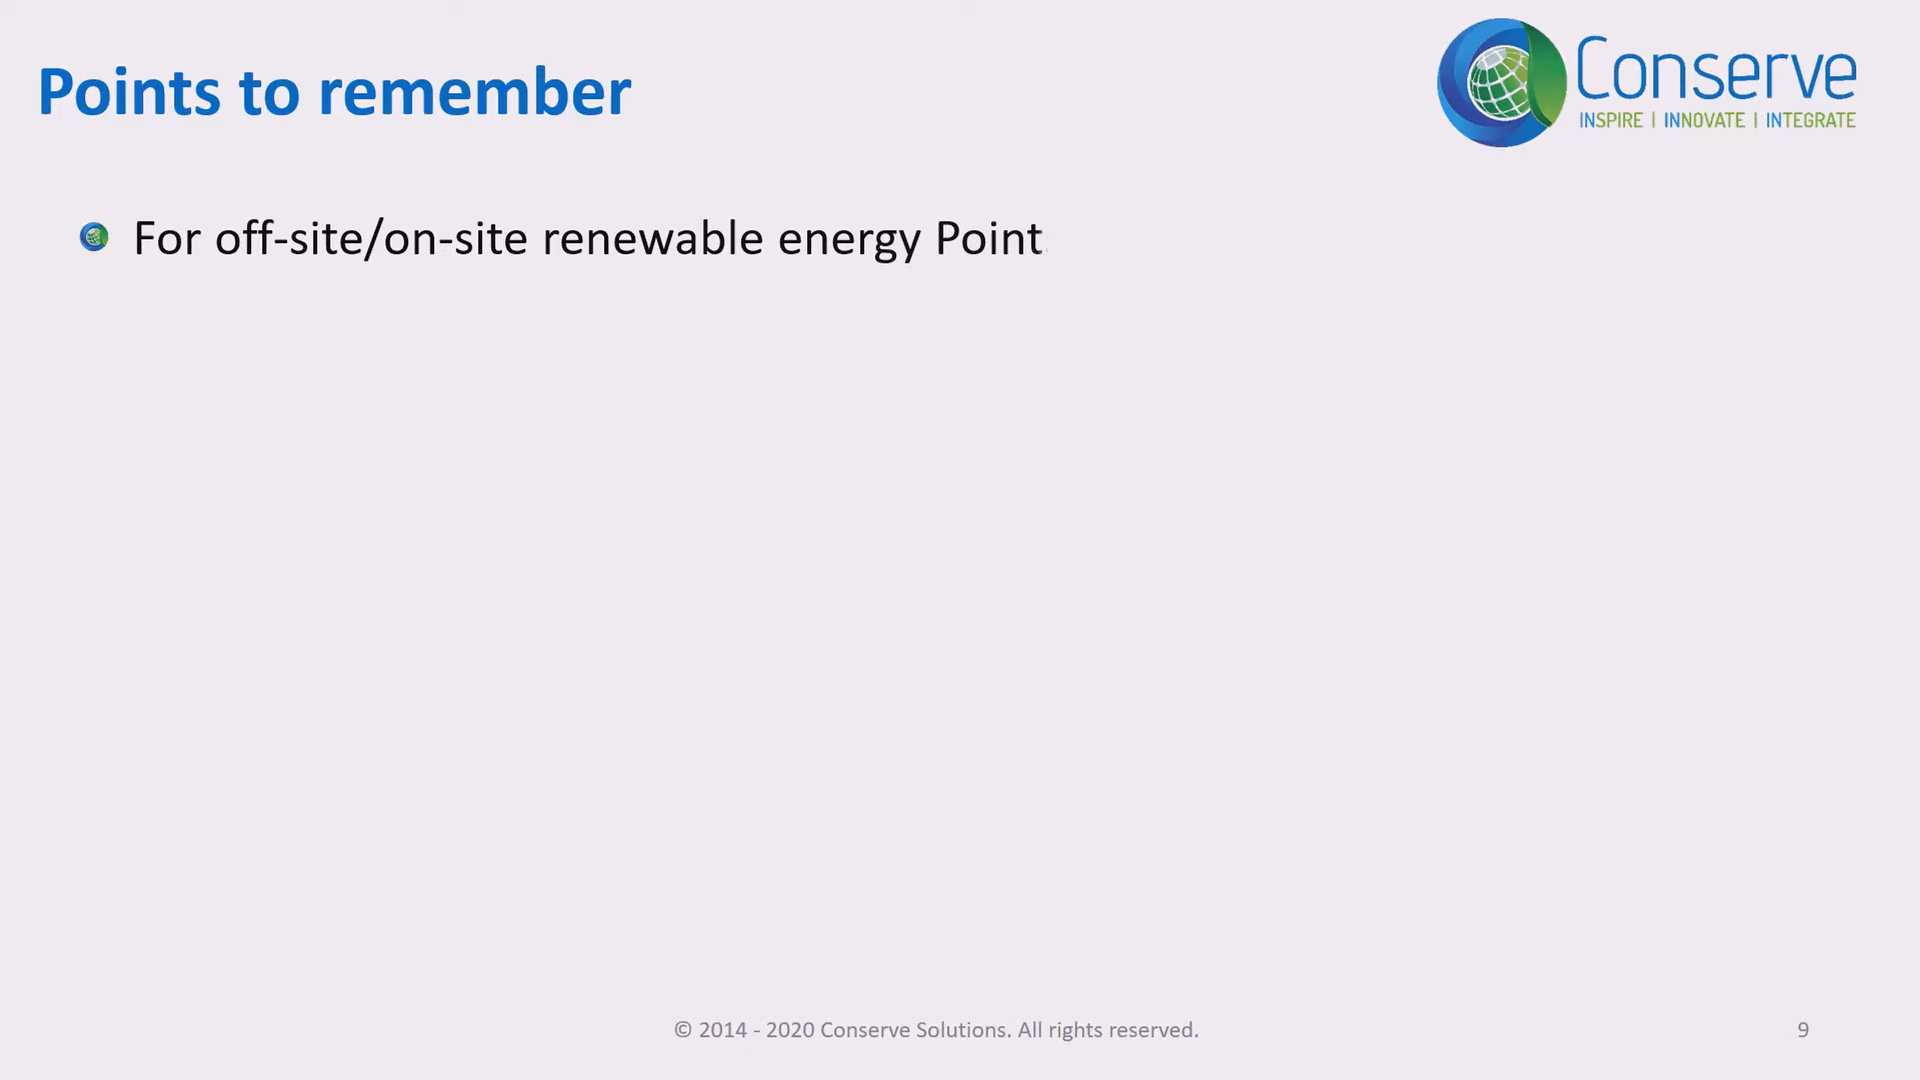 Points to remember
Conserve
INSPIRE | INNOVATE | INTEGRATE
For off-site/on-site renewable energy Point
© 2014 - 2020 Conserve Solutions. All rights reserved.
9